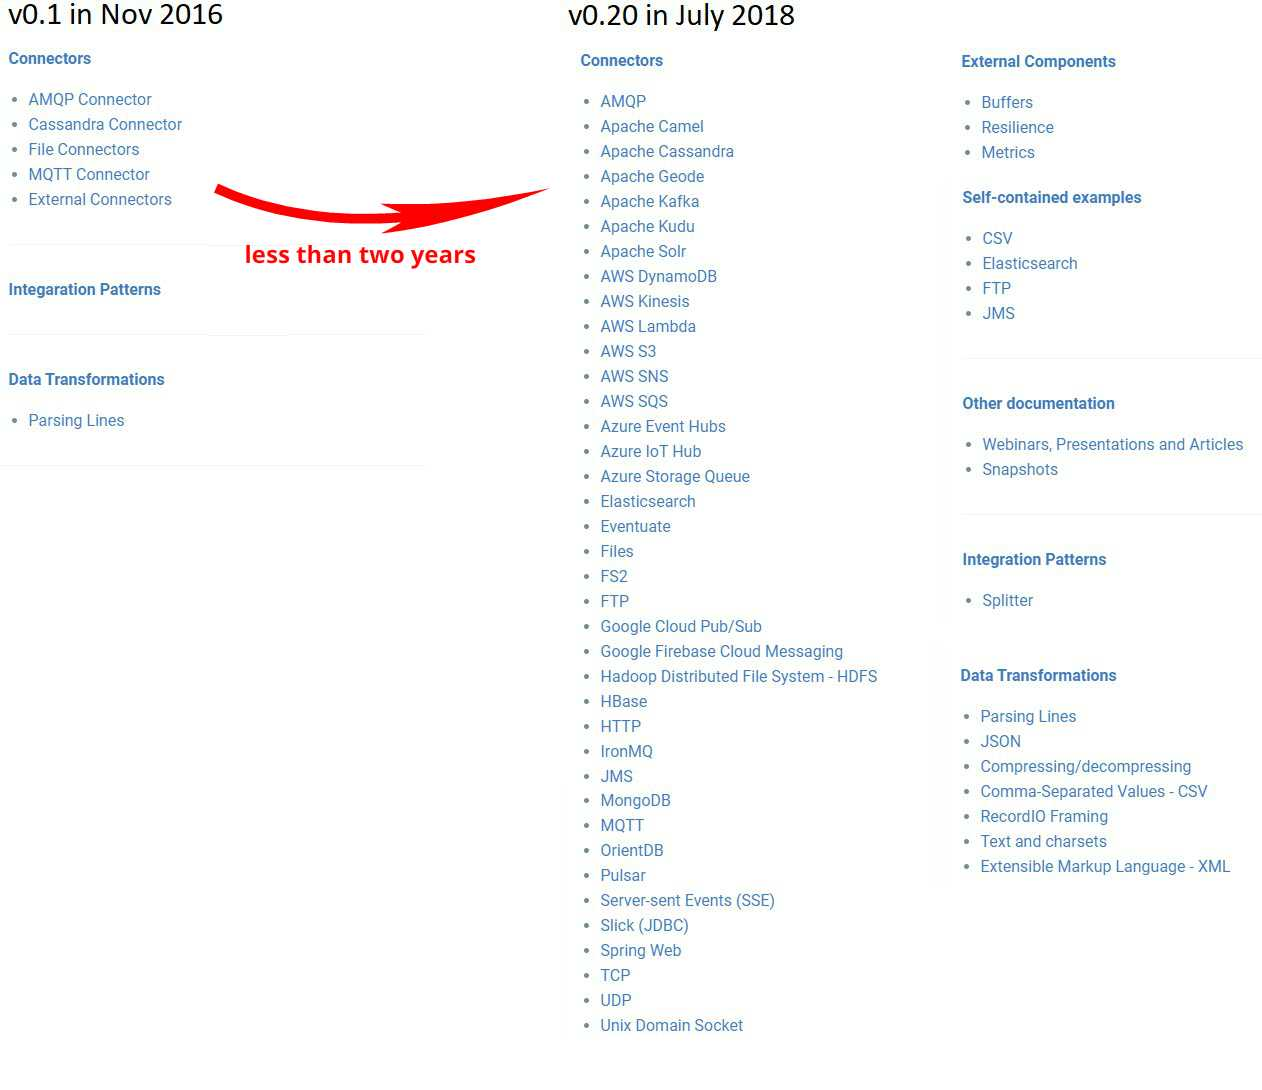 v0.1 in Nov 2016
Connectors
AMQP Connector
Cassandra Connector
File Connectors
MQTT Connector
External Connectors
less than two years
Integaration Patterns
Data Transformations
Parsing Lines
v0.20 in July 2018
Connectors
AMQP
Apache Camel
Apache Cassandra
Apache Geode
Apache Kafka
Apache Kudu
Apache Solr
AWS DynamoDB
AWS Kinesis
AWS Lambda
AWS S3
AWS SNS
AWS SQS
Azure Event Hubs
Azure IoT Hub
Azure Storage Queue
Elasticsearch
Eventuate
Files
FS2
FTP
Google Cloud Pub/Sub
Google Firebase Cloud Messaging
Hadoop Distributed File System - HDFS
HBase
HTTP
IronMQ
JMS
MongoDB
MQTT
OrientDB
Pulsar
Server-sent Events (SSE)
Slick (JDBC)
Spring Web
TCP
UDP
Unix Domain Socket
External Components
Buffers
Resilience
Metrics
Self-contained examples
CSV
Elasticsearch
FTP
JMS
Other documentation
Webinars, Presentations and Articles
Snapshots
Integration Patterns
Splitter
Data Transformations
Parsing Lines
JSON
Compressing/decompressing
Comma-Separated Values - CSV
RecordIO Framing
Text and charsets
Extensible Markup Language - XML